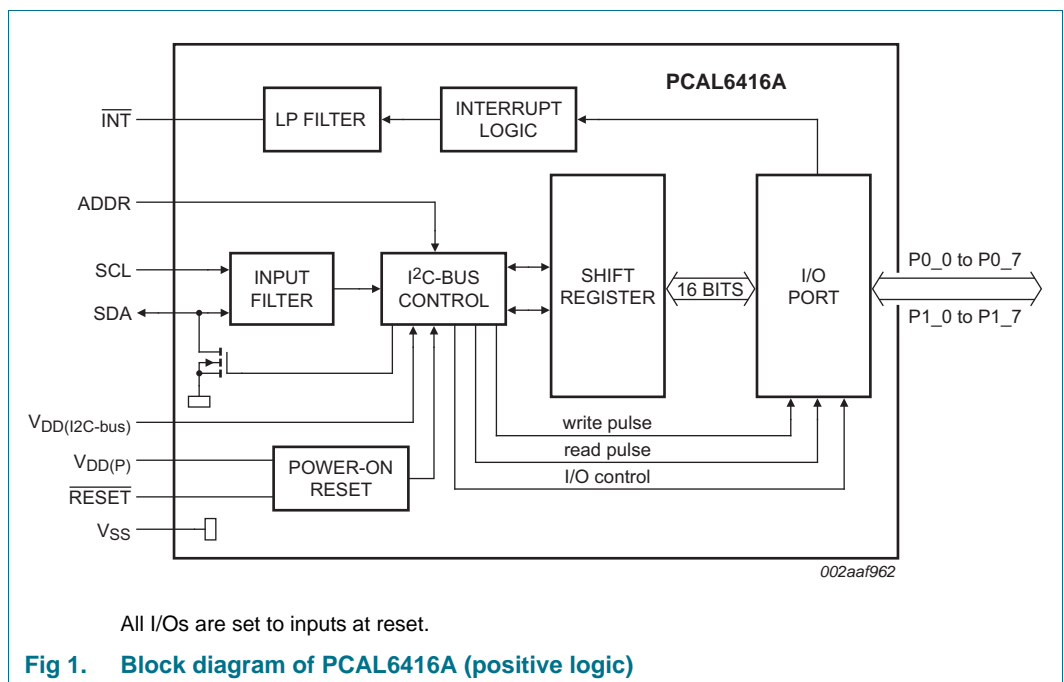 PCAL6416A
INT
LP FILTER
INTERRUPT
LOGIC
ADDR
SCL
SDA
INPUT
FILTER
I²C-BUS
CONTROL
SHIFT
REGISTER
16 BITS
I/O
PORT
P0_0 to P0_7
P1_0 to P1_7
VDD(I2C-bus)
write pulse
read pulse
I/O control
VDD(P)
RESET
POWER-ON
RESET
VSS
002aaf962
All I/Os are set to inputs at reset.
Fig 1. Block diagram of PCAL6416A (positive logic)